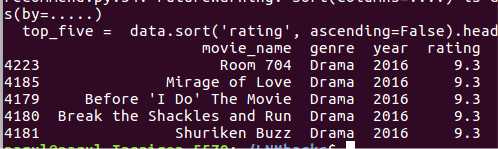 s(by=.....)
top_five = data.sort('rating', ascending=False).head
movie_name genre year rating
4223 Room 704 Drama 2016 9.3
4185 Mirage of Love Drama 2016 9.3
4179 Before 'I Do' The Movie Drama 2016 9.3
4180 Break the Shackles and Run Drama 2016 9.3
4181 Shuriken Buzz Drama 2016 9.3